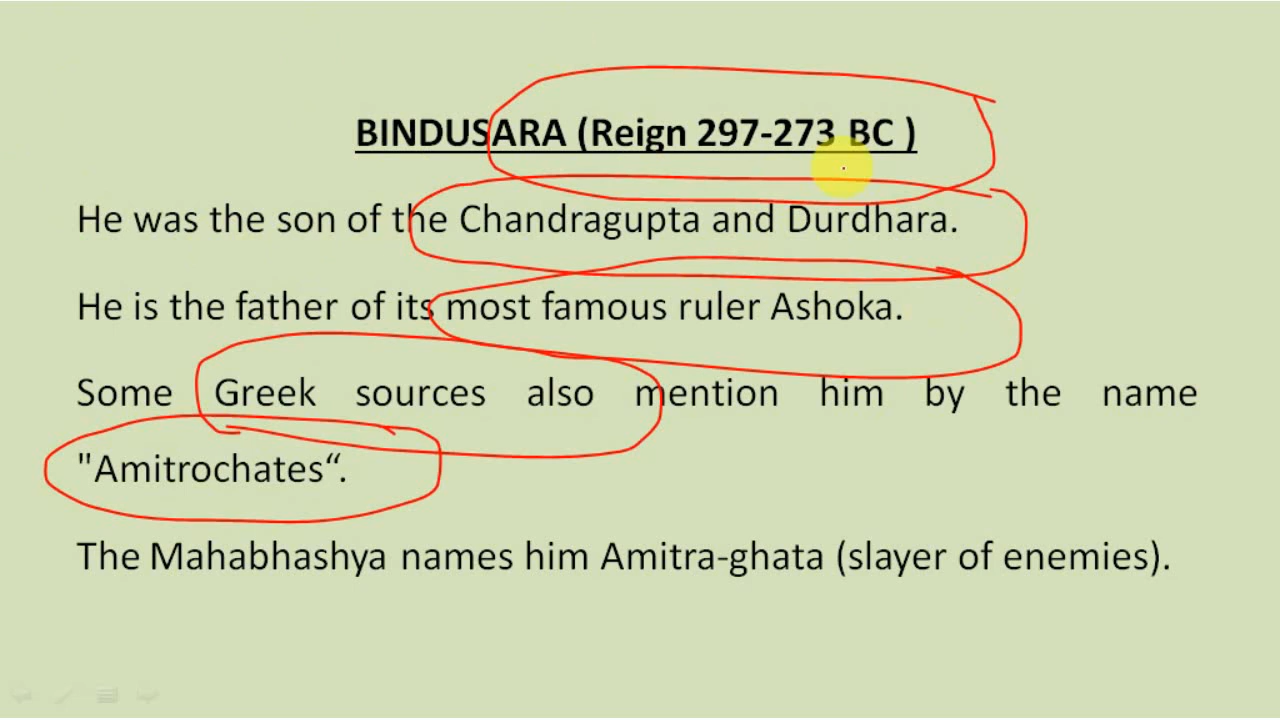 BINDUSARA (Reign 297-273 BC )
He was the son of the Chandragupta and Durdhara.
He is the father of its most famous ruler Ashoka.
Some Greek sources also mention him by the name
"Amitrochates“.
The Mahabhashya names him Amitra-ghata (slayer of enemies).